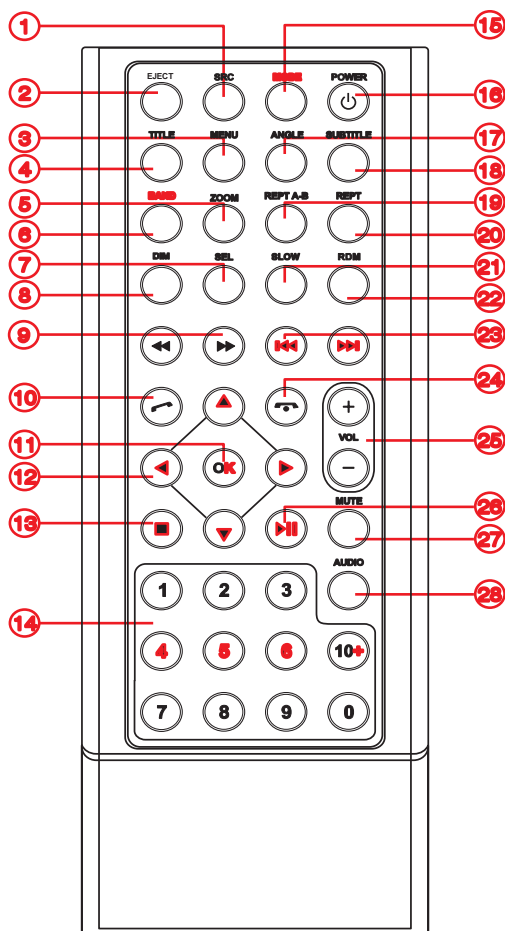 1 15
EJECT SRC MODE POWER
2 16
3 17
TITLE MENU ANGLE SUBTITLE
4 18
BAND ZOOM REPT A-B REPT
5 19
6 20
DIM SEL SLOW RDM
7 21
8 22
9 23
10 24
+
VOL
11 OK 25
12 −
13 26
MUTE
27
AUDIO
1 2 3 28
14
4 5 6 10+
7 8 9 0